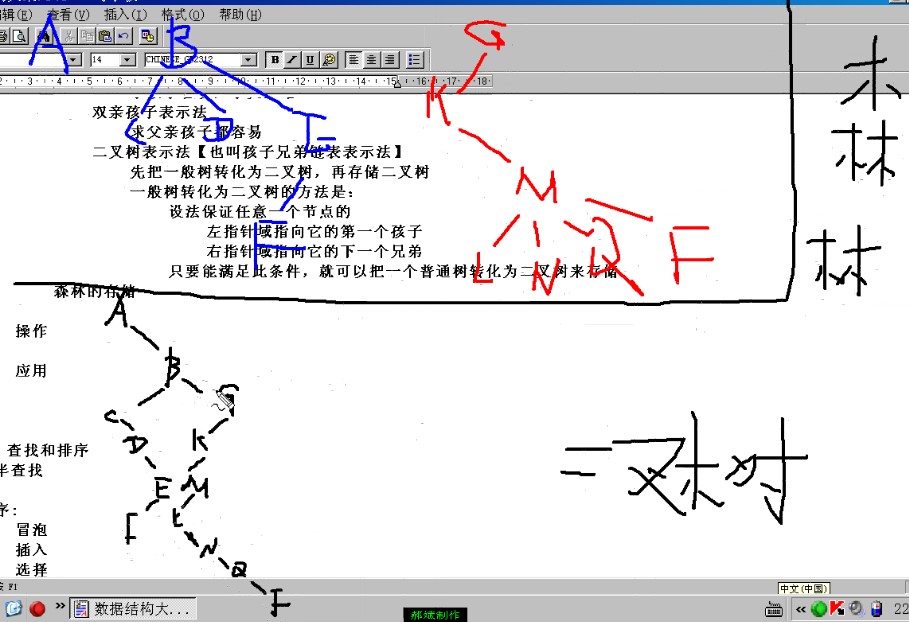 编辑(E) 查看(V) 插入(I) 格式(O) 帮助(H)
14 CHINESE_GB2312 B I U
双亲孩子表示法
求父亲孩子都容易
二叉树表示法【也叫孩子兄弟链表表示法】
先把一般树转化为二叉树,再存储二叉树
一般树转化为二叉树的方法是:
设法保证任意一个节点的
左指针域指向它的第一个孩子
右指针域指向它的下一个兄弟
只要能满足此条件,就可以把一个普通树转化为二叉树来存储
森林的存储
操作
应用
查找和排序
半查找
序:
冒泡
插入
选择
A B
C D E
F
G
K
M
L N Q F
木
林
A
B
C G
D K
E M
F L
N
Q
F
二叉树
F1
中文(中国)
数据结构大...
郝斌制作
22